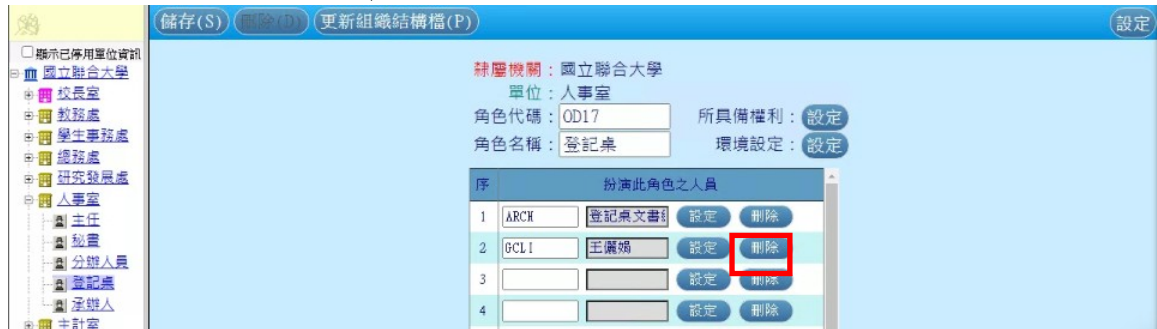 儲存(S) 刪除(D) 更新組織結構檔(P) 設定
顯示已停用單位資訊
國立聯合大學
校長室
教務處
學生事務處
總務處
研究發展處
人事室
主任
秘書
分辦人員
登記桌
承辦人
主計室
隸屬機關：國立聯合大學
單位：人事室
角色代碼： OD17 所具備權利： 設定
角色名稱： 登記桌 環境設定： 設定
序 扮演此角色之人員
1 ARCH 登記桌文書 設定 刪除
2 GCLI 王儷娟 設定 刪除
3 設定 刪除
4 設定 刪除